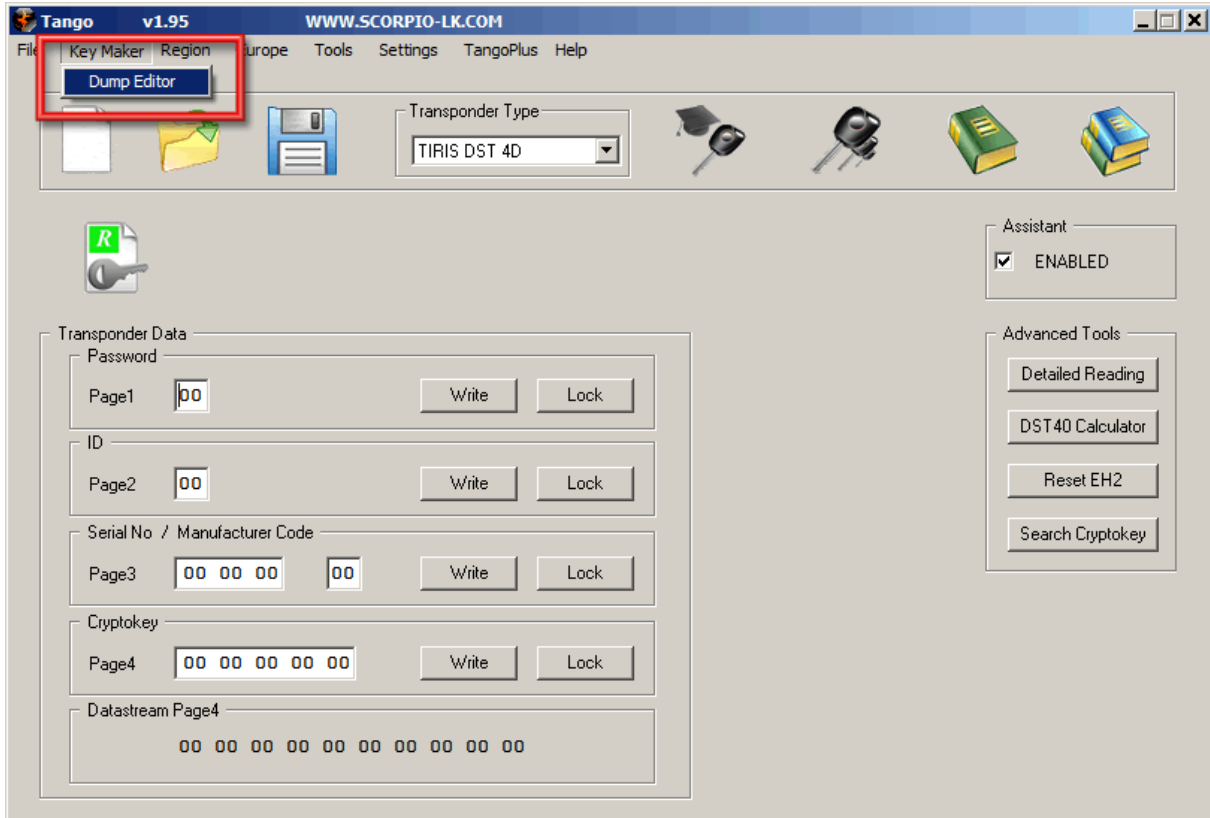 Tango v1.95 WWW.SCORPIO-LK.COM
File Key Maker Region Europe Tools Settings TangoPlus Help
Dump Editor
Transponder Type
TIRIS DST 4D
R
Assistant
ENABLED
Transponder Data
Password
Page1 00 Write Lock
ID
Page2 00 Write Lock
Serial No / Manufacturer Code
Page3 00 00 00 00 Write Lock
Cryptokey
Page4 00 00 00 00 00 Write Lock
Datastream Page4
00 00 00 00 00 00 00 00 00 00
Advanced Tools
Detailed Reading
DST40 Calculator
Reset EH2
Search Cryptokey